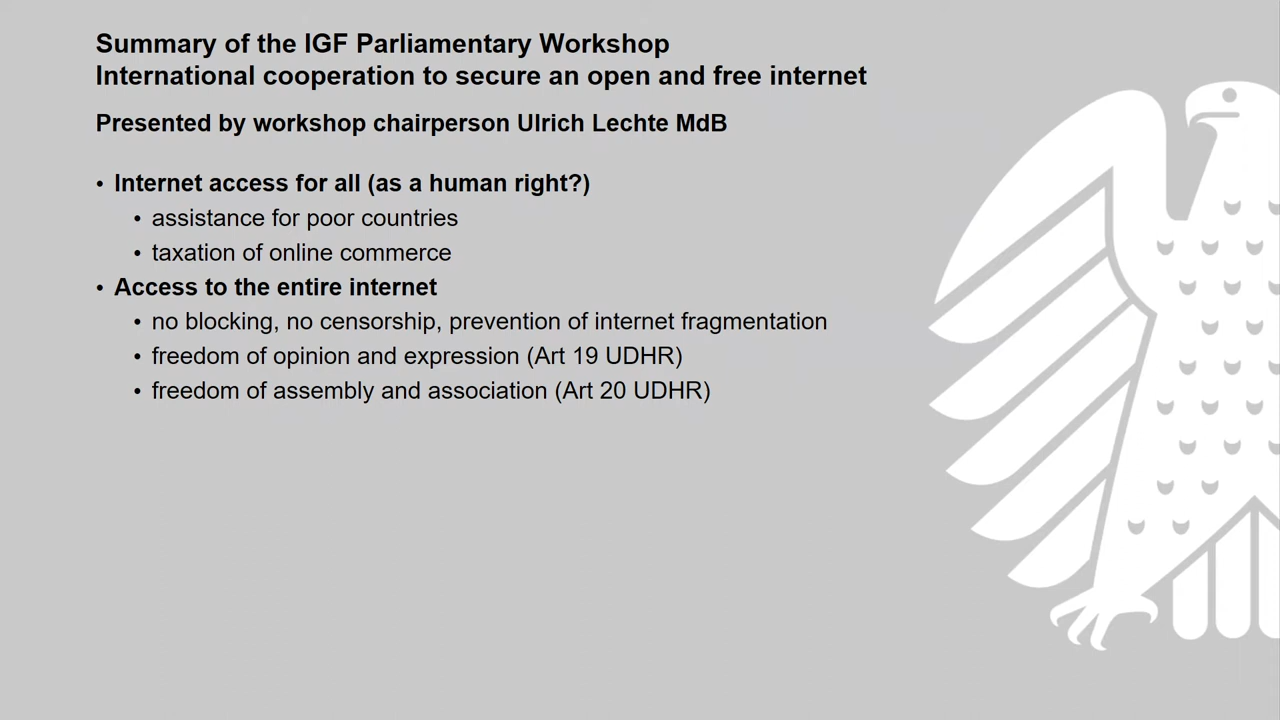 Summary of the IGF Parliamentary Workshop
International cooperation to secure an open and free internet
Presented by workshop chairperson Ulrich Lechte MdB
• Internet access for all (as a human right?)
• assistance for poor countries
• taxation of online commerce
• Access to the entire internet
• no blocking, no censorship, prevention of internet fragmentation
• freedom of opinion and expression (Art 19 UDHR)
• freedom of assembly and association (Art 20 UDHR)